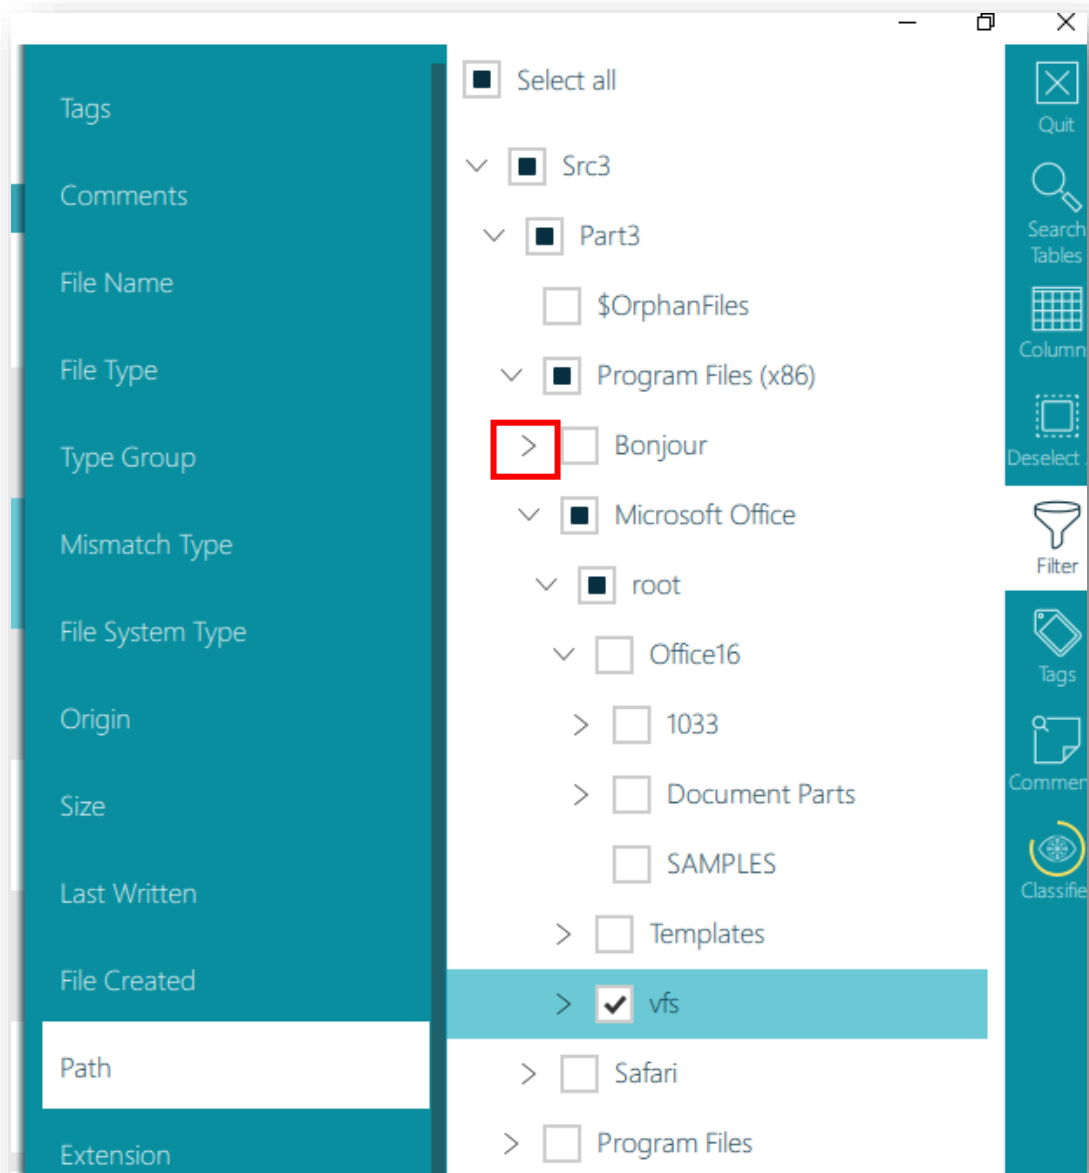 Tags
Comments
File Name
File Type
Type Group
Mismatch Type
File System Type
Origin
Size
Last Written
File Created
Path
Extension
Select all
Src3
Part3
$OrphanFiles
Program Files (x86)
Bonjour
Microsoft Office
root
Office16
1033
Document Parts
SAMPLES
Templates
vfs
Safari
Program Files
Quit
Search
Tables
Column
Deselect .
Filter
Tags
Commen
Classifie